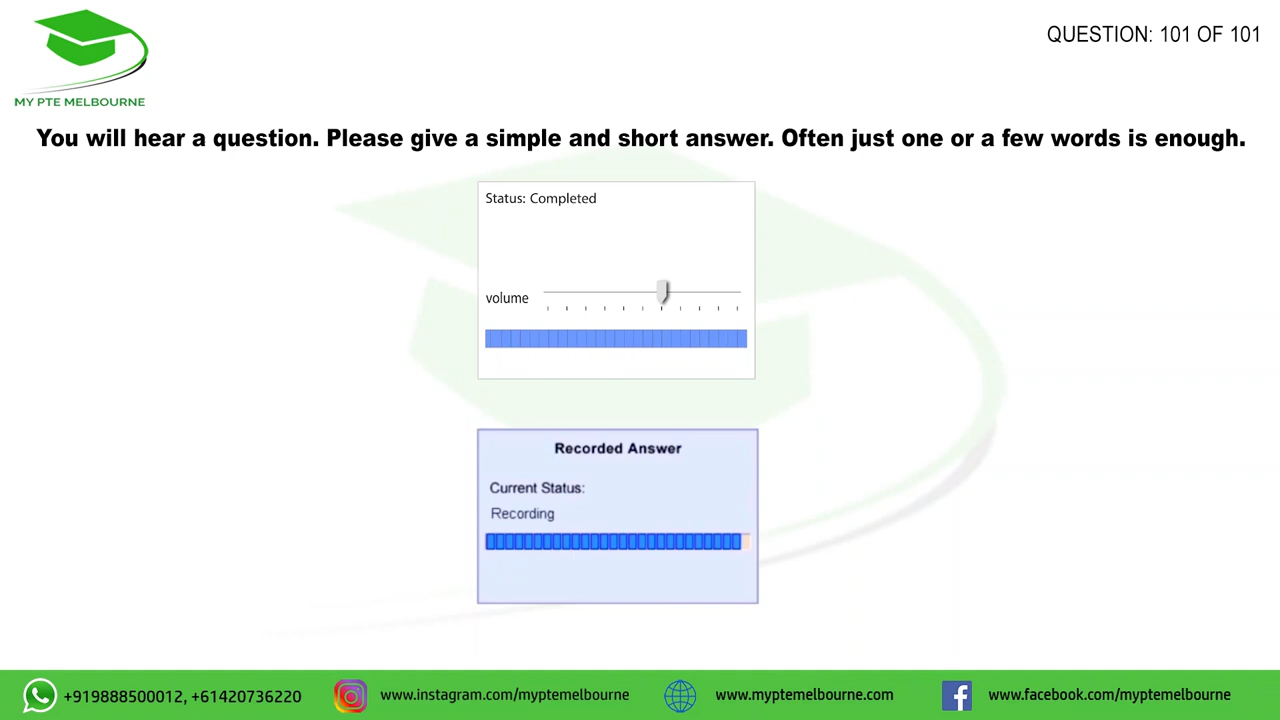 MY PTE MELBOURNE
QUESTION: 101 OF 101
You will hear a question. Please give a simple and short answer. Often just one or a few words is enough.
Status: Completed
volume
Recorded Answer
Current Status:
Recording
+919888500012, +61420736220
www.instagram.com/myptemelbourne
www.myptemelbourne.com
www.facebook.com/myptemelbourne